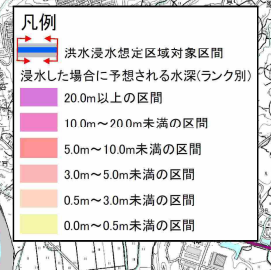 凡例
洪水浸水想定区域対象区間
浸水した場合に予想される水深(ランク別)
20.0m以上の区間
10.0m～20.0m未満の区間
5.0m～10.0m未満の区間
3.0m～5.0m未満の区間
0.5m～3.0m未満の区間
0.0m～0.5m未満の区間